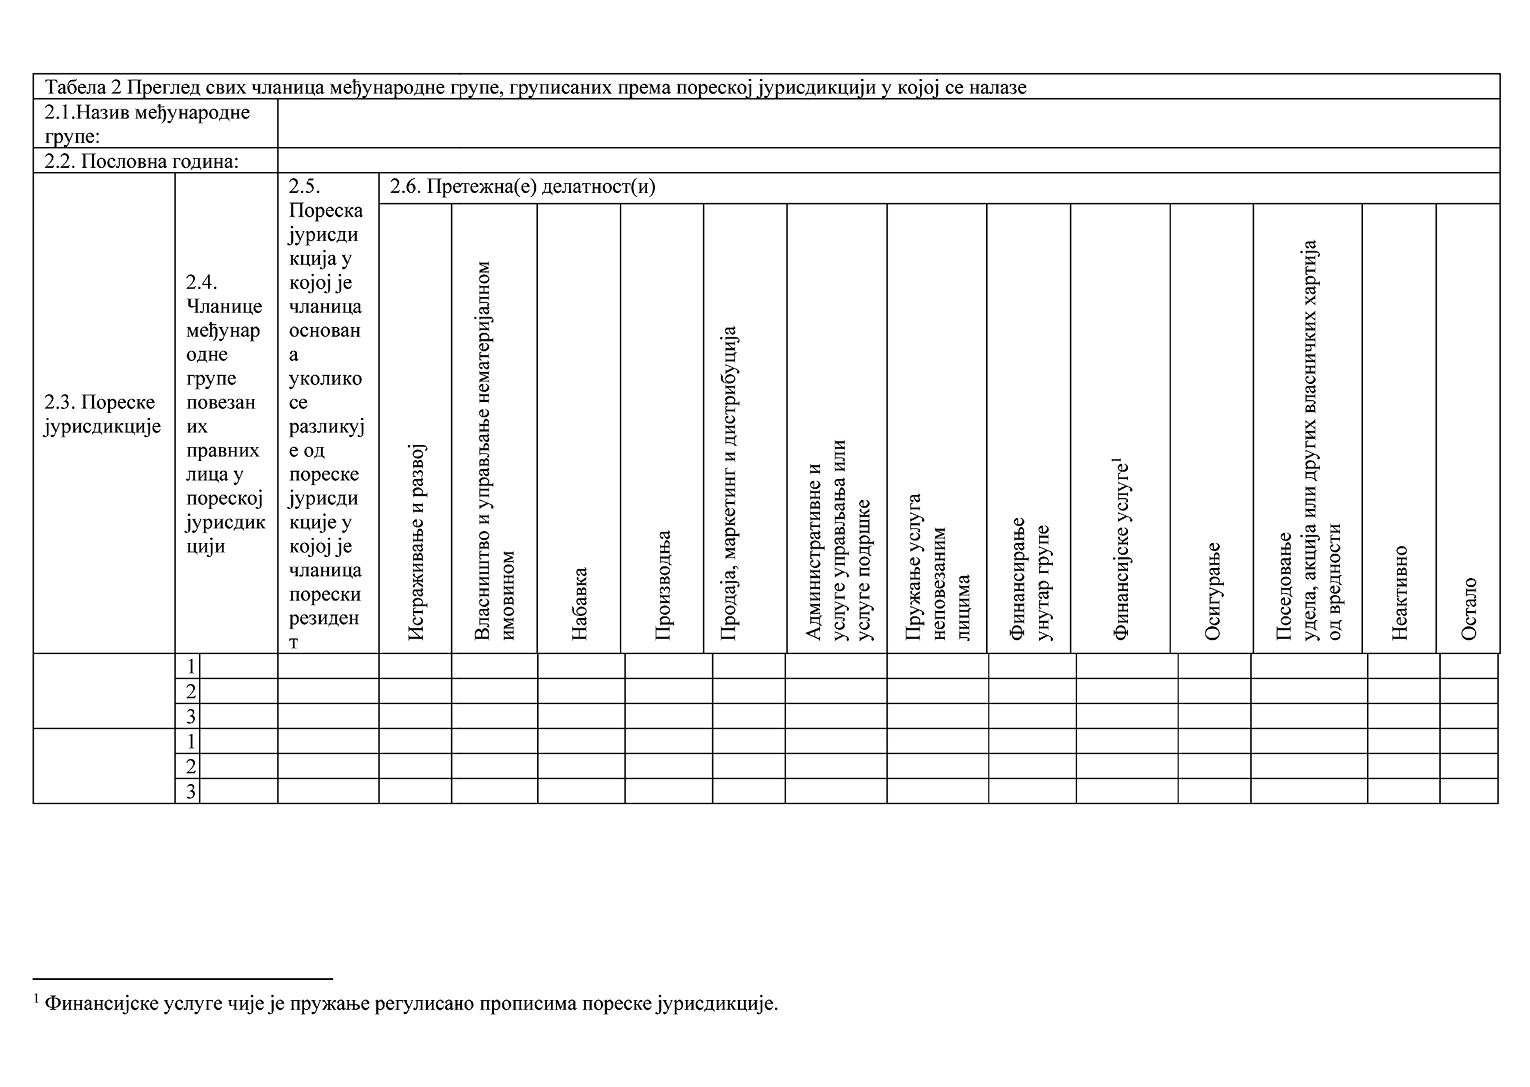 Табела 2 Преглед свих чланица међународне групе, груписаних према пореској јурисдикцији у којој се налазе
2.1.Назив међународне
групе:
2.2. Пословна година:
2.3. Пореске
јурисдикције
2.4.
Чланице
међунар
одне
групе
повезан
их
правних
лица у
пореској
јурисдик
цији
2.5.
Пореска
јурисди
кција у
којој је
чланица
основан
а
уколико
се
разликуј
е од
пореске
јурисди
кције у
којој је
чланица
порески
резиден
т
2.6. Претежна(е) делатност(и)
Истраживање и развој
Власништво и управљање нематеријалном
имовином
Набавка
Производња
Продаја, маркетинг и дистрибуција
Административне и
услуге управљања или
услуге подршке
Пружање услуга
неповезаним
лицима
Финансирање
унутар групе
Финансијске услуге¹
Осигурање
Поседовање
удела, акција или других власничких хартија
од вредности
Неактивно
Остало
1
2
3
1
2
3
¹ Финансијске услуге чије је пружање регулисано прописима пореске јурисдикције.